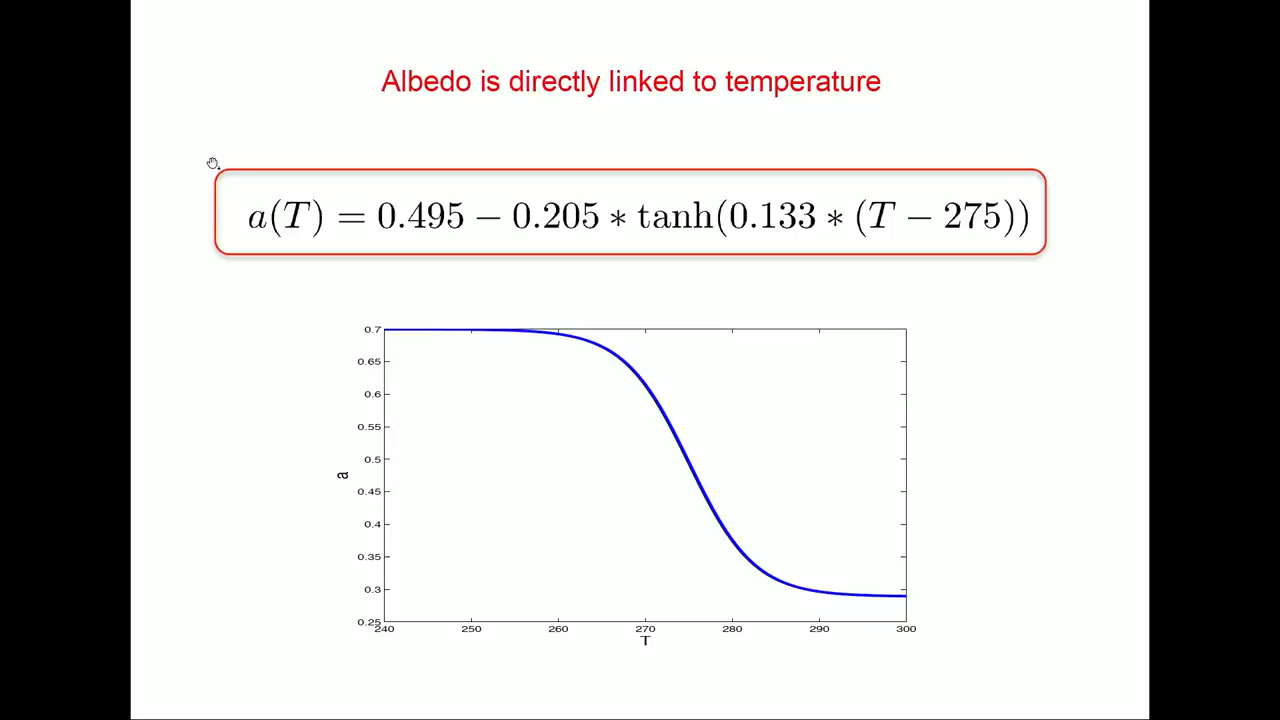 Albedo is directly linked to temperature
a(T) = 0.495 − 0.205 ∗ tanh(0.133 ∗ (T − 275))
0.7
0.65
0.6
0.55
0.5
0.45
0.4
0.35
0.3
0.25
a
240 250 260 270 280 290 300
T